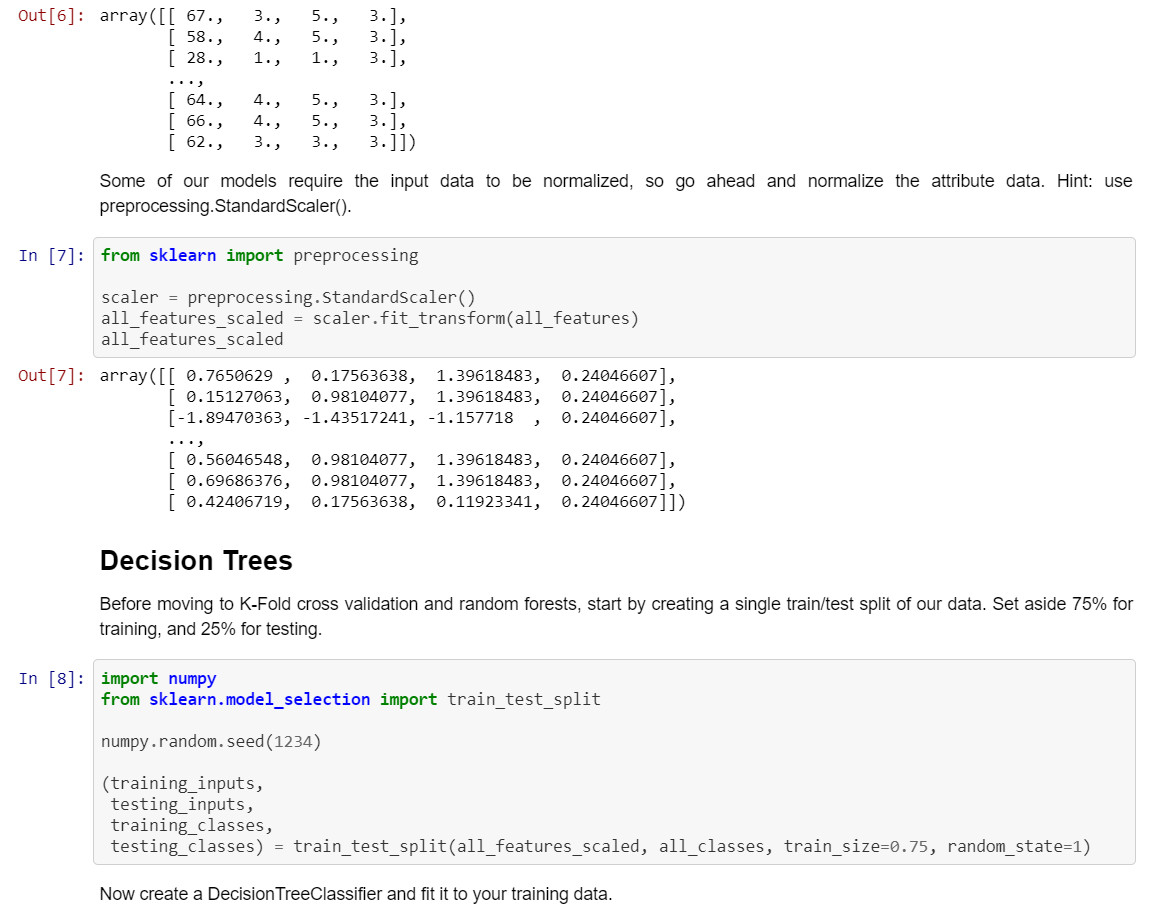 Out[6]: array([[ 67.,   3.,   5.,   3.],
       [ 58.,   4.,   5.,   3.],
       [ 28.,   1.,   1.,   3.],
       ...,
       [ 64.,   4.,   5.,   3.],
       [ 66.,   4.,   5.,   3.],
       [ 62.,   3.,   3.,   3.]])
Some of our models require the input data to be normalized, so go ahead and normalize the attribute data. Hint: use
preprocessing.StandardScaler().
In [7]: from sklearn import preprocessing
scaler = preprocessing.StandardScaler()
all_features_scaled = scaler.fit_transform(all_features)
all_features_scaled
Out[7]: array([[ 0.7650629 ,  0.17563638,  1.39618483,  0.24046607],
       [ 0.15127063,  0.98104077,  1.39618483,  0.24046607],
       [-1.89470363, -1.43517241, -1.157718  ,  0.24046607],
       ...,
       [ 0.56046548,  0.98104077,  1.39618483,  0.24046607],
       [ 0.69686376,  0.98104077,  1.39618483,  0.24046607],
       [ 0.42406719,  0.17563638,  0.11923341,  0.24046607]])
Decision Trees
Before moving to K-Fold cross validation and random forests, start by creating a single train/test split of our data. Set aside 75% for
training, and 25% for testing.
In [8]: import numpy
from sklearn.model_selection import train_test_split
numpy.random.seed(1234)
(training_inputs,
 testing_inputs,
 training_classes,
 testing_classes) = train_test_split(all_features_scaled, all_classes, train_size=0.75, random_state=1)
Now create a DecisionTreeClassifier and fit it to your training data.